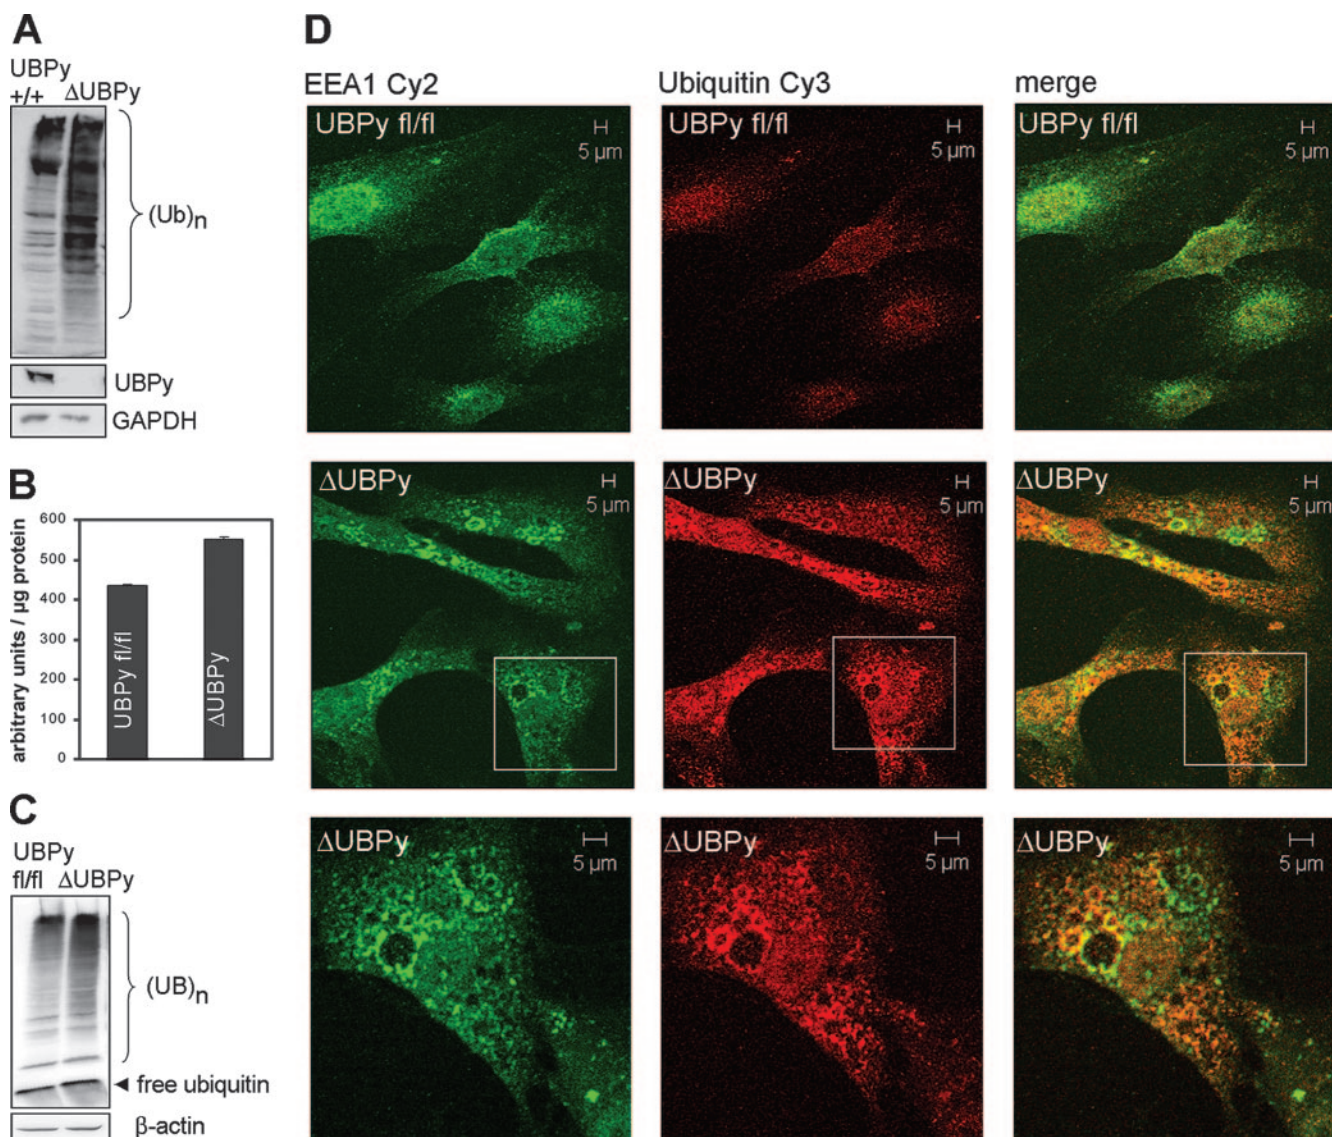 A
UBPy
+/+ ΔUBPy
(Ub)n
UBPy
GAPDH
B
arbitrary units / µg protein
600
500
400
300
200
100
0
UBPy fl/fl
ΔUBPy
C
UBPy
fl/fl ΔUBPy
(UB)n
◄ free ubiquitin
β-actin
D
EEA1 Cy2
Ubiquitin Cy3
merge
UBPy fl/fl
5 µm
UBPy fl/fl
5 µm
UBPy fl/fl
5 µm
ΔUBPy
5 µm
ΔUBPy
5 µm
ΔUBPy
5 µm
ΔUBPy
5 µm
ΔUBPy
5 µm
ΔUBPy
5 µm